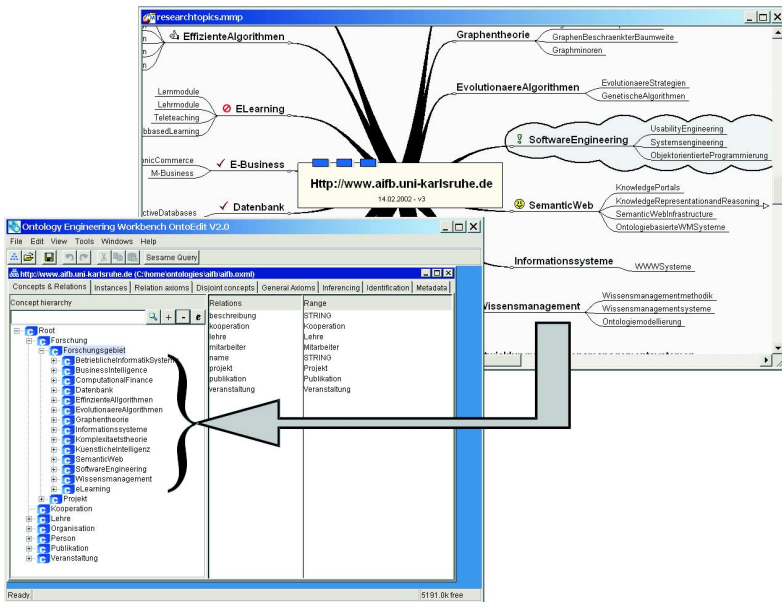 researchtopics.mmp
EffizienteAlgorithmen
Graphentheorie
GraphenBeschraenkterBaumweite
Graphminoren
EvolutionaereAlgorithmen
EvolutionaereStrategien
GenetischeAlgorithmen
Lernmodule
Lehrmodule
Teleteaching
bbasedLearning
ELearning
SoftwareEngineering
UsabilityEngineering
Systemsengineering
ObjektorientierteProgrammierung
onicCommerce
M-Business
E-Business
Http://www.aifb.uni-karlsruhe.de
14.02.2002 - v3
ctiveDatabases
Datenbank
SemanticWeb
KnowledgePortals
KnowledgeRepresentationandReasoning
SemanticWebInfrastructure
OntologiebasierteWMSysteme
Informationssysteme
WWWSysteme
Wissensmanagement
Wissensmanagementmethodik
Wissensmanagementsysteme
Ontologiemodellierung
Ontology Engineering Workbench OntoEdit V2.0
File Edit View Tools Windows Help
Sesame Query
http://www.aifb.uni-karlsruhe.de (C:\home\ontologies\aifb\aifb.oxml)
Concepts & Relations Instances Relation axioms Disjoint concepts General Axioms Inferencing Identification Metadata
Concept hierarchy
Relations Range
beschreibung STRING
kooperation Kooperation
lehre Lehre
mitarbeiter Mitarbeiter
name STRING
projekt Projekt
publikation Publikation
veranstaltung Veranstaltung
Root
Forschung
Forschungsgebiet
BetrieblicheInformatikSysteme
BusinessIntelligence
ComputationalFinance
Datenbank
EffinzienteAllgorithmen
EvolutionaereAlgorithmen
Graphentheorie
Informationssysteme
Komplexitaetstheorie
KuenstlicheIntelligenz
SemanticWeb
SoftwareEngineering
Wissensmanagement
eLearning
Projekt
Kooperation
Lehre
Organisation
Person
Publikation
Veranstaltung
Ready.
5191.0k free